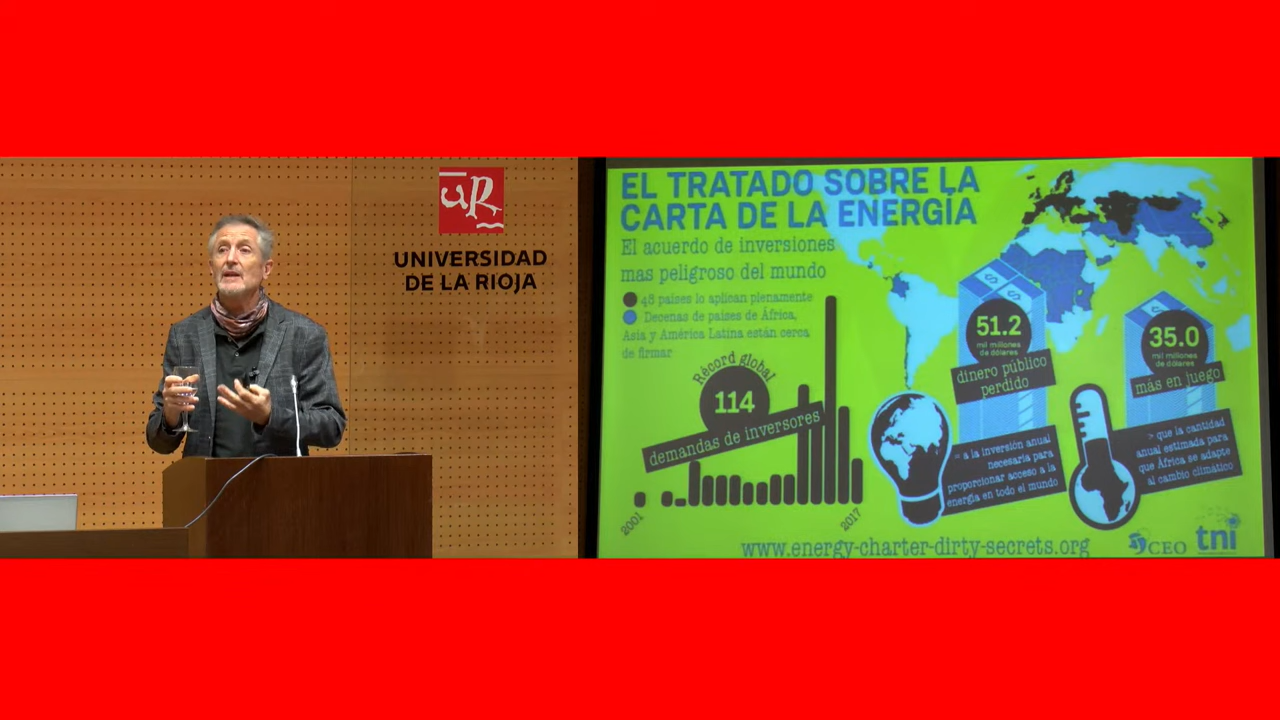 UR
UNIVERSIDAD
DE LA RIOJA
EL TRATADO SOBRE LA
CARTA DE LA ENERGÍA
El acuerdo de inversiones
mas peligroso del mundo
48 países lo aplican plenamente
Decenas de países de África,
Asia y América Latina están cerca
de firmar
Récord global
114
demandas de inversores
2001
2017
$
$
51.2
mil millones
de dólares
dinero público
perdido
= a la inversión anual
necesaria para
proporcionar acceso a la
energía en todo el mundo
35.0
mil millones
de dólares
más en juego
> que la cantidad
anual estimada para
que África se adapte
al cambio climático
www.energy-charter-dirty-secrets.org
CEO
tni